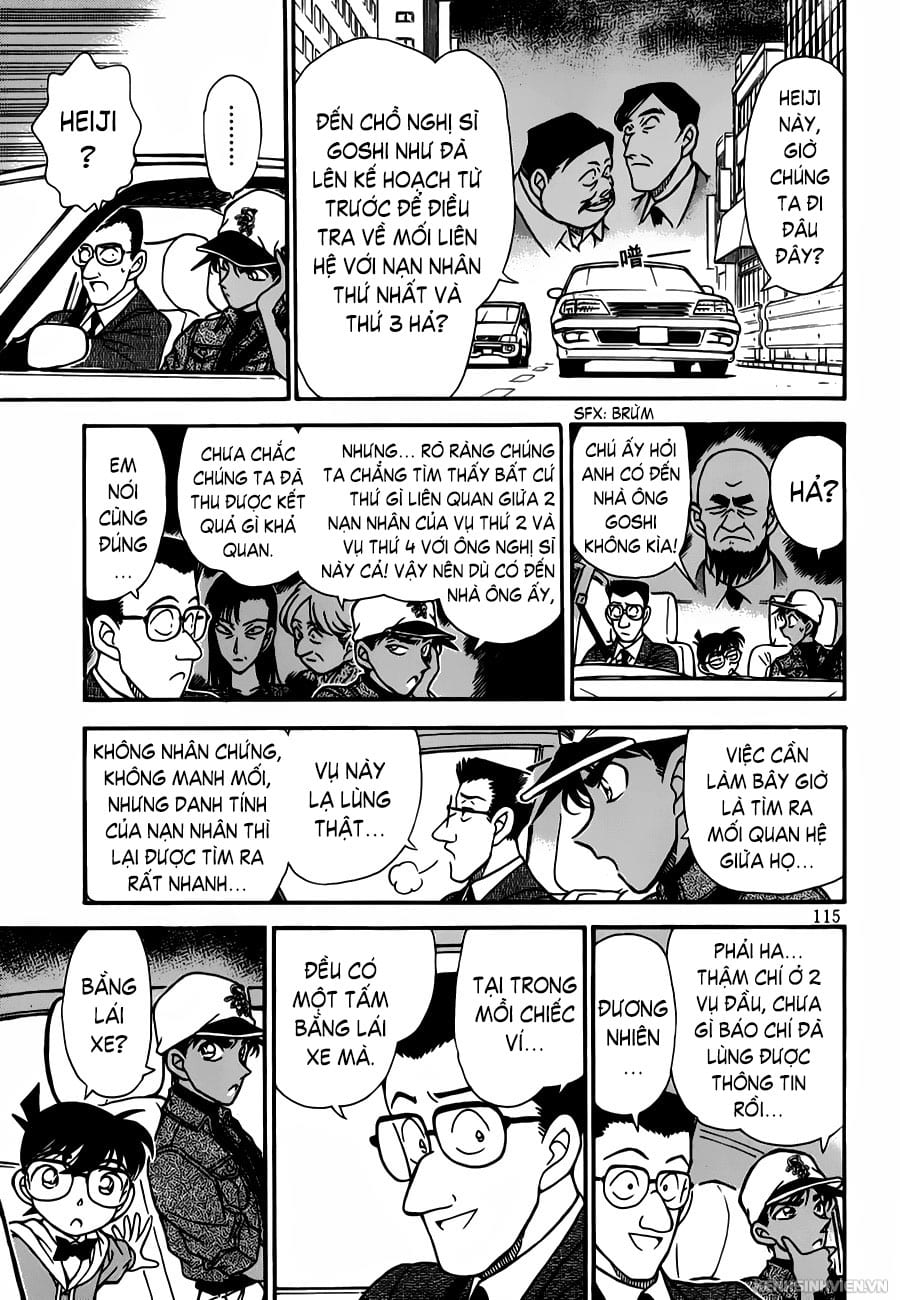 HEIJI
NÀY,
GIỜ
CHÚNG
TA ĐI
ĐÂU
ĐÂY?
ĐẾN CHỖ NGHỊ SĨ
GOSHI NHƯ ĐÃ
LÊN KẾ HOẠCH TỪ
TRƯỚC ĐỂ ĐIỀU
TRA VỀ MỐI LIÊN
HỆ VỚI NẠN NHÂN
THỨ NHẤT VÀ
THỨ 3 HẢ?
.......
HEIJI
?
SFX: BRỪM
HẢ?
CHÚ ẤY HỎI
ANH CÓ ĐẾN
NHÀ ÔNG
GOSHI
KHÔNG KÌA!
NHƯNG... RÕ RÀNG CHÚNG
TA CHẲNG TÌM THẤY BẤT CỨ
THỨ GÌ LIÊN QUAN GIỮA 2
NẠN NHÂN CỦA VỤ THỨ 2 VÀ
VỤ THỨ 4 VỚI ÔNG NGHỊ SĨ
NÀY CẢ! VẬY NÊN DÙ CÓ ĐẾN
NHÀ ÔNG ẤY,
CHƯA CHẮC
CHÚNG TA ĐÃ
THU ĐƯỢC KẾT
QUẢ GÌ KHẢ
QUAN.
EM
NÓI
CŨNG
ĐÚNG
...
VIỆC CẦN
LÀM BÂY GIỜ
LÀ TÌM RA
MỐI QUAN HỆ
GIỮA HỌ...
VỤ NÀY
LẠ LÙNG
THẬT...
KHÔNG NHÂN CHỨNG,
KHÔNG MANH MỐI,
NHƯNG DANH TÍNH
CỦA NẠN NHÂN THÌ
LẠI ĐƯỢC TÌM RA
RẤT NHANH...
115
PHẢI HA...
THẬM CHÍ Ở 2
VỤ ĐẦU, CHƯA
GÌ BÁO CHÍ ĐÃ
LÙNG ĐƯỢC
THÔNG TIN
RỒI...
ĐƯƠNG
NHIÊN
...
TẠI TRONG
MỖI CHIẾC
VÍ...
ĐỀU CÓ
MỘT TẤM
BẰNG LÁI
XE MÀ.
BẰNG
LÁI
XE?